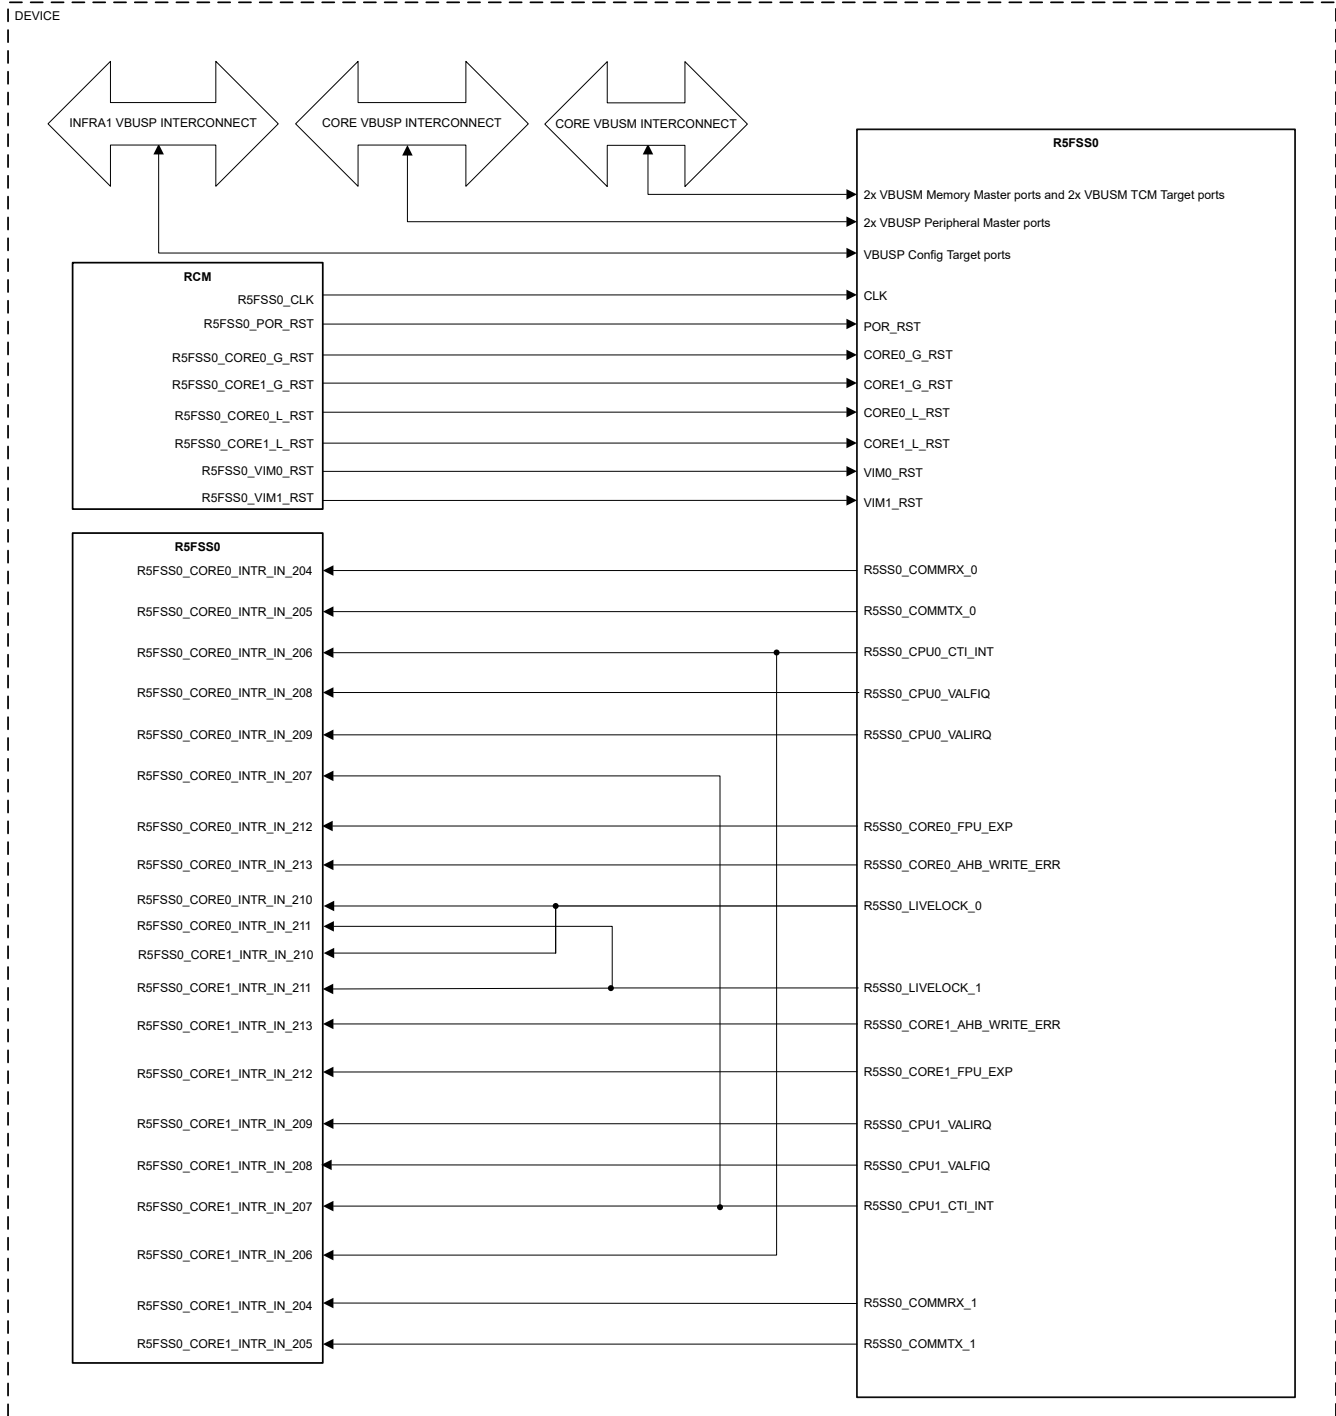 DEVICE
INFRA1 VBUSP INTERCONNECT
CORE VBUSP INTERCONNECT
CORE VBUSM INTERCONNECT
R5FSS0
2x VBUSM Memory Master ports and 2x VBUSM TCM Target ports
2x VBUSP Peripheral Master ports
VBUSP Config Target ports
RCM
R5FSS0_CLK
CLK
R5FSS0_POR_RST
POR_RST
R5FSS0_CORE0_G_RST
CORE0_G_RST
R5FSS0_CORE1_G_RST
CORE1_G_RST
R5FSS0_CORE0_L_RST
CORE0_L_RST
R5FSS0_CORE1_L_RST
CORE1_L_RST
R5FSS0_VIM0_RST
VIM0_RST
R5FSS0_VIM1_RST
VIM1_RST
R5FSS0
R5FSS0_CORE0_INTR_IN_204
R5SS0_COMMRX_0
R5FSS0_CORE0_INTR_IN_205
R5SS0_COMMTX_0
R5FSS0_CORE0_INTR_IN_206
R5SS0_CPU0_CTI_INT
R5FSS0_CORE0_INTR_IN_208
R5SS0_CPU0_VALFIQ
R5FSS0_CORE0_INTR_IN_209
R5SS0_CPU0_VALIRQ
R5FSS0_CORE0_INTR_IN_207
R5FSS0_CORE0_INTR_IN_212
R5SS0_CORE0_FPU_EXP
R5FSS0_CORE0_INTR_IN_213
R5SS0_CORE0_AHB_WRITE_ERR
R5FSS0_CORE0_INTR_IN_210
R5SS0_LIVELOCK_0
R5FSS0_CORE0_INTR_IN_211
R5FSS0_CORE1_INTR_IN_210
R5FSS0_CORE1_INTR_IN_211
R5SS0_LIVELOCK_1
R5FSS0_CORE1_INTR_IN_213
R5SS0_CORE1_AHB_WRITE_ERR
R5FSS0_CORE1_INTR_IN_212
R5SS0_CORE1_FPU_EXP
R5FSS0_CORE1_INTR_IN_209
R5SS0_CPU1_VALIRQ
R5FSS0_CORE1_INTR_IN_208
R5SS0_CPU1_VALFIQ
R5FSS0_CORE1_INTR_IN_207
R5SS0_CPU1_CTI_INT
R5FSS0_CORE1_INTR_IN_206
R5FSS0_CORE1_INTR_IN_204
R5SS0_COMMRX_1
R5FSS0_CORE1_INTR_IN_205
R5SS0_COMMTX_1